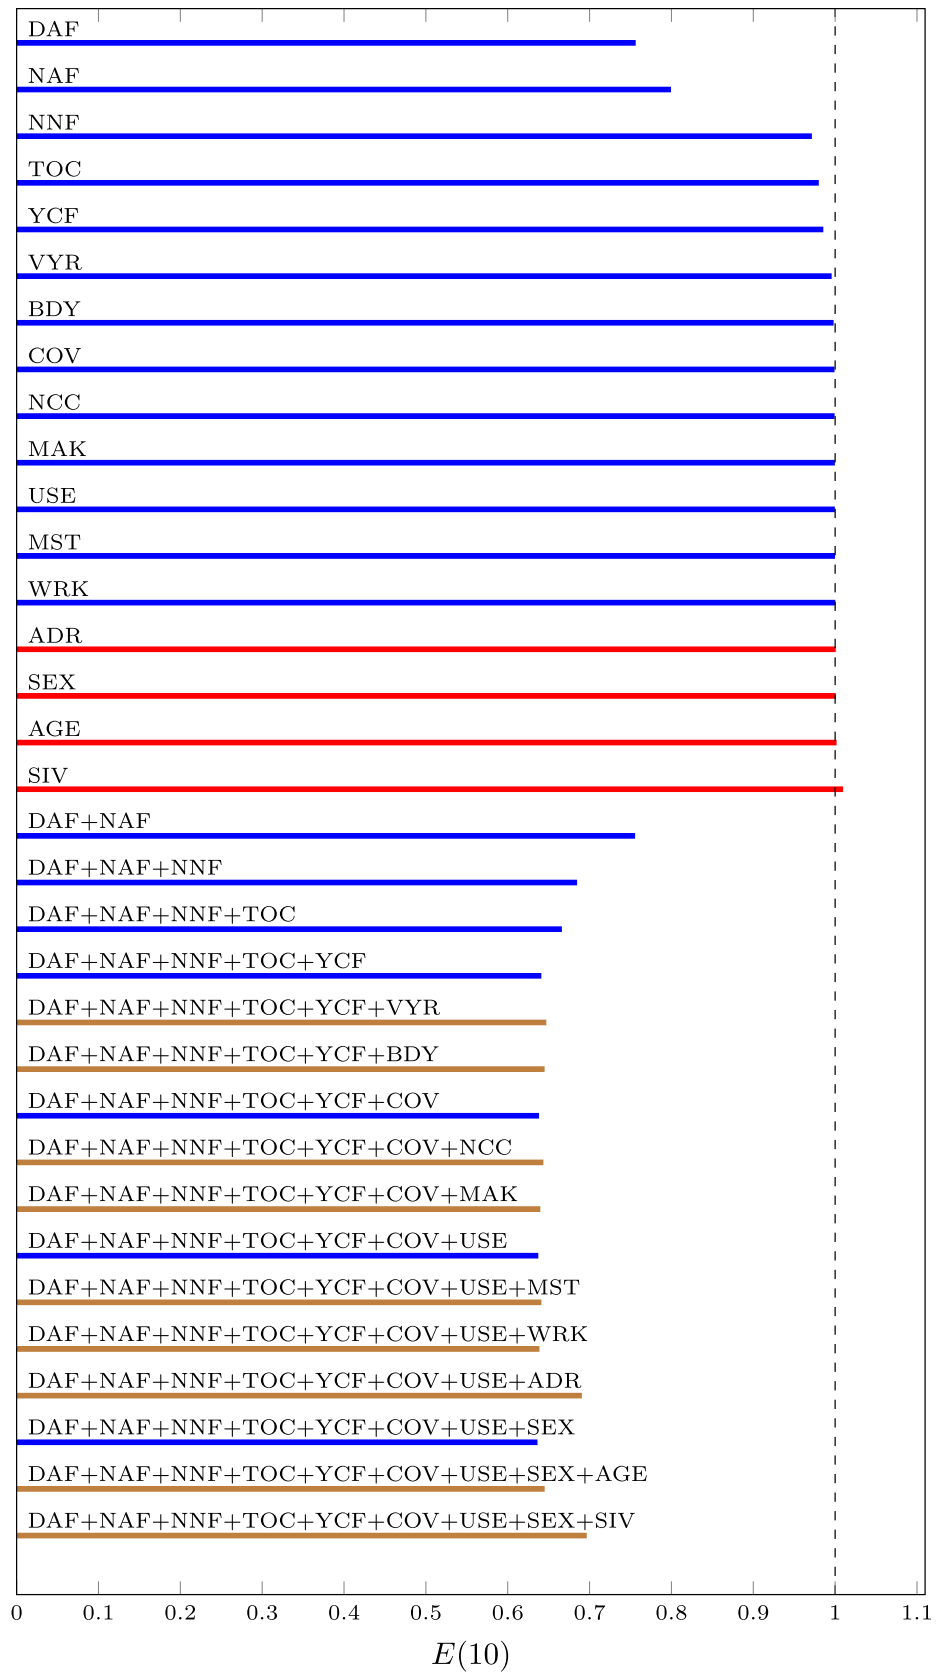 DAF
NAF
NNF
TOC
YCF
VYR
BDY
COV
NCC
MAK
USE
MST
WRK
ADR
SEX
AGE
SIV
DAF+NAF
DAF+NAF+NNF
DAF+NAF+NNF+TOC
DAF+NAF+NNF+TOC+YCF
DAF+NAF+NNF+TOC+YCF+VYR
DAF+NAF+NNF+TOC+YCF+BDY
DAF+NAF+NNF+TOC+YCF+COV
DAF+NAF+NNF+TOC+YCF+COV+NCC
DAF+NAF+NNF+TOC+YCF+COV+MAK
DAF+NAF+NNF+TOC+YCF+COV+USE
DAF+NAF+NNF+TOC+YCF+COV+USE+MST
DAF+NAF+NNF+TOC+YCF+COV+USE+WRK
DAF+NAF+NNF+TOC+YCF+COV+USE+ADR
DAF+NAF+NNF+TOC+YCF+COV+USE+SEX
DAF+NAF+NNF+TOC+YCF+COV+USE+SEX+AGE
DAF+NAF+NNF+TOC+YCF+COV+USE+SEX+SIV
0 0.1 0.2 0.3 0.4 0.5 0.6 0.7 0.8 0.9 1 1.1
E(10)